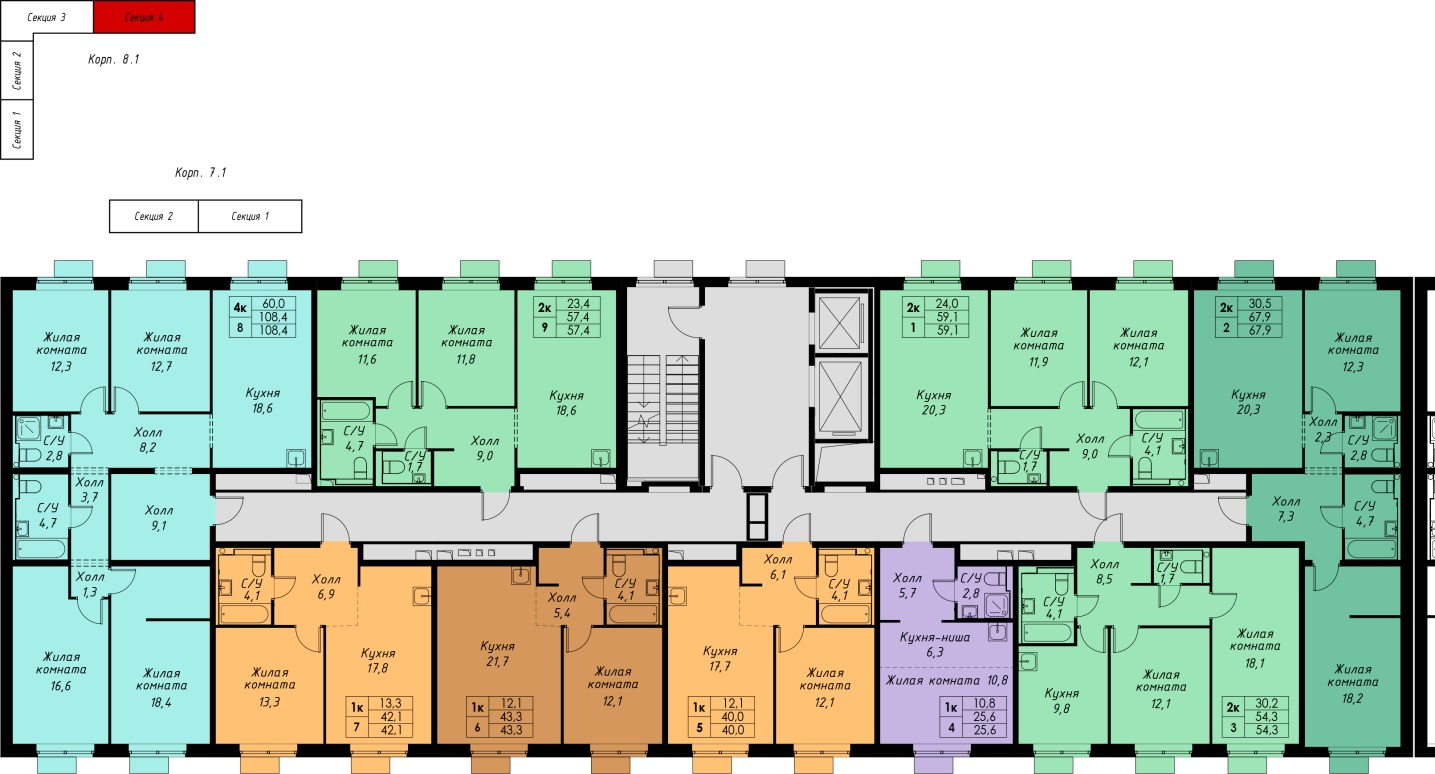 Секция 3
Секция 4
Секция 2
Корп. 8.1
Секция 1
Корп. 7.1
Секция 2
Секция 1
Жилая
комната
12,3
Жилая
комната
12,7
4к
8
60,0
108,4
108,4
Кухня
18,6
С/У
2,8
Холл
8,2
Холл
3,7
С/У
4,7
Холл
9,1
Холл
1,3
Жилая
комната
16,6
Жилая
комната
18,4
Жилая
комната
11,6
Жилая
комната
11,8
2к
9
23,4
57,4
57,4
Кухня
18,6
С/У
4,7
С/У
1,7
Холл
9,0
2к
1
24,0
59,1
59,1
Кухня
20,3
Жилая
комната
11,9
Жилая
комната
12,1
С/У
1,7
Холл
9,0
С/У
4,1
2к
2
30,5
67,9
67,9
Кухня
20,3
Жилая
комната
12,3
Холл
2,3
С/У
2,8
Холл
7,3
С/У
4,7
Жилая
комната
18,2
С/У
4,1
Холл
6,9
Жилая
комната
13,3
Кухня
17,8
1к
7
13,3
42,1
42,1
Кухня
21,7
Холл
5,4
С/У
4,1
Жилая
комната
12,1
1к
6
12,1
43,3
43,3
Холл
6,1
С/У
4,1
Кухня
17,7
Жилая
комната
12,1
1к
5
12,1
40,0
40,0
Холл
5,7
С/У
2,8
Кухня-ниша
6,3
Жилая комната 10,8
1к
4
10,8
25,6
25,6
С/У
4,1
Холл
8,5
С/У
1,7
Кухня
9,8
Жилая
комната
12,1
Жилая
комната
18,1
2к
3
30,2
54,3
54,3